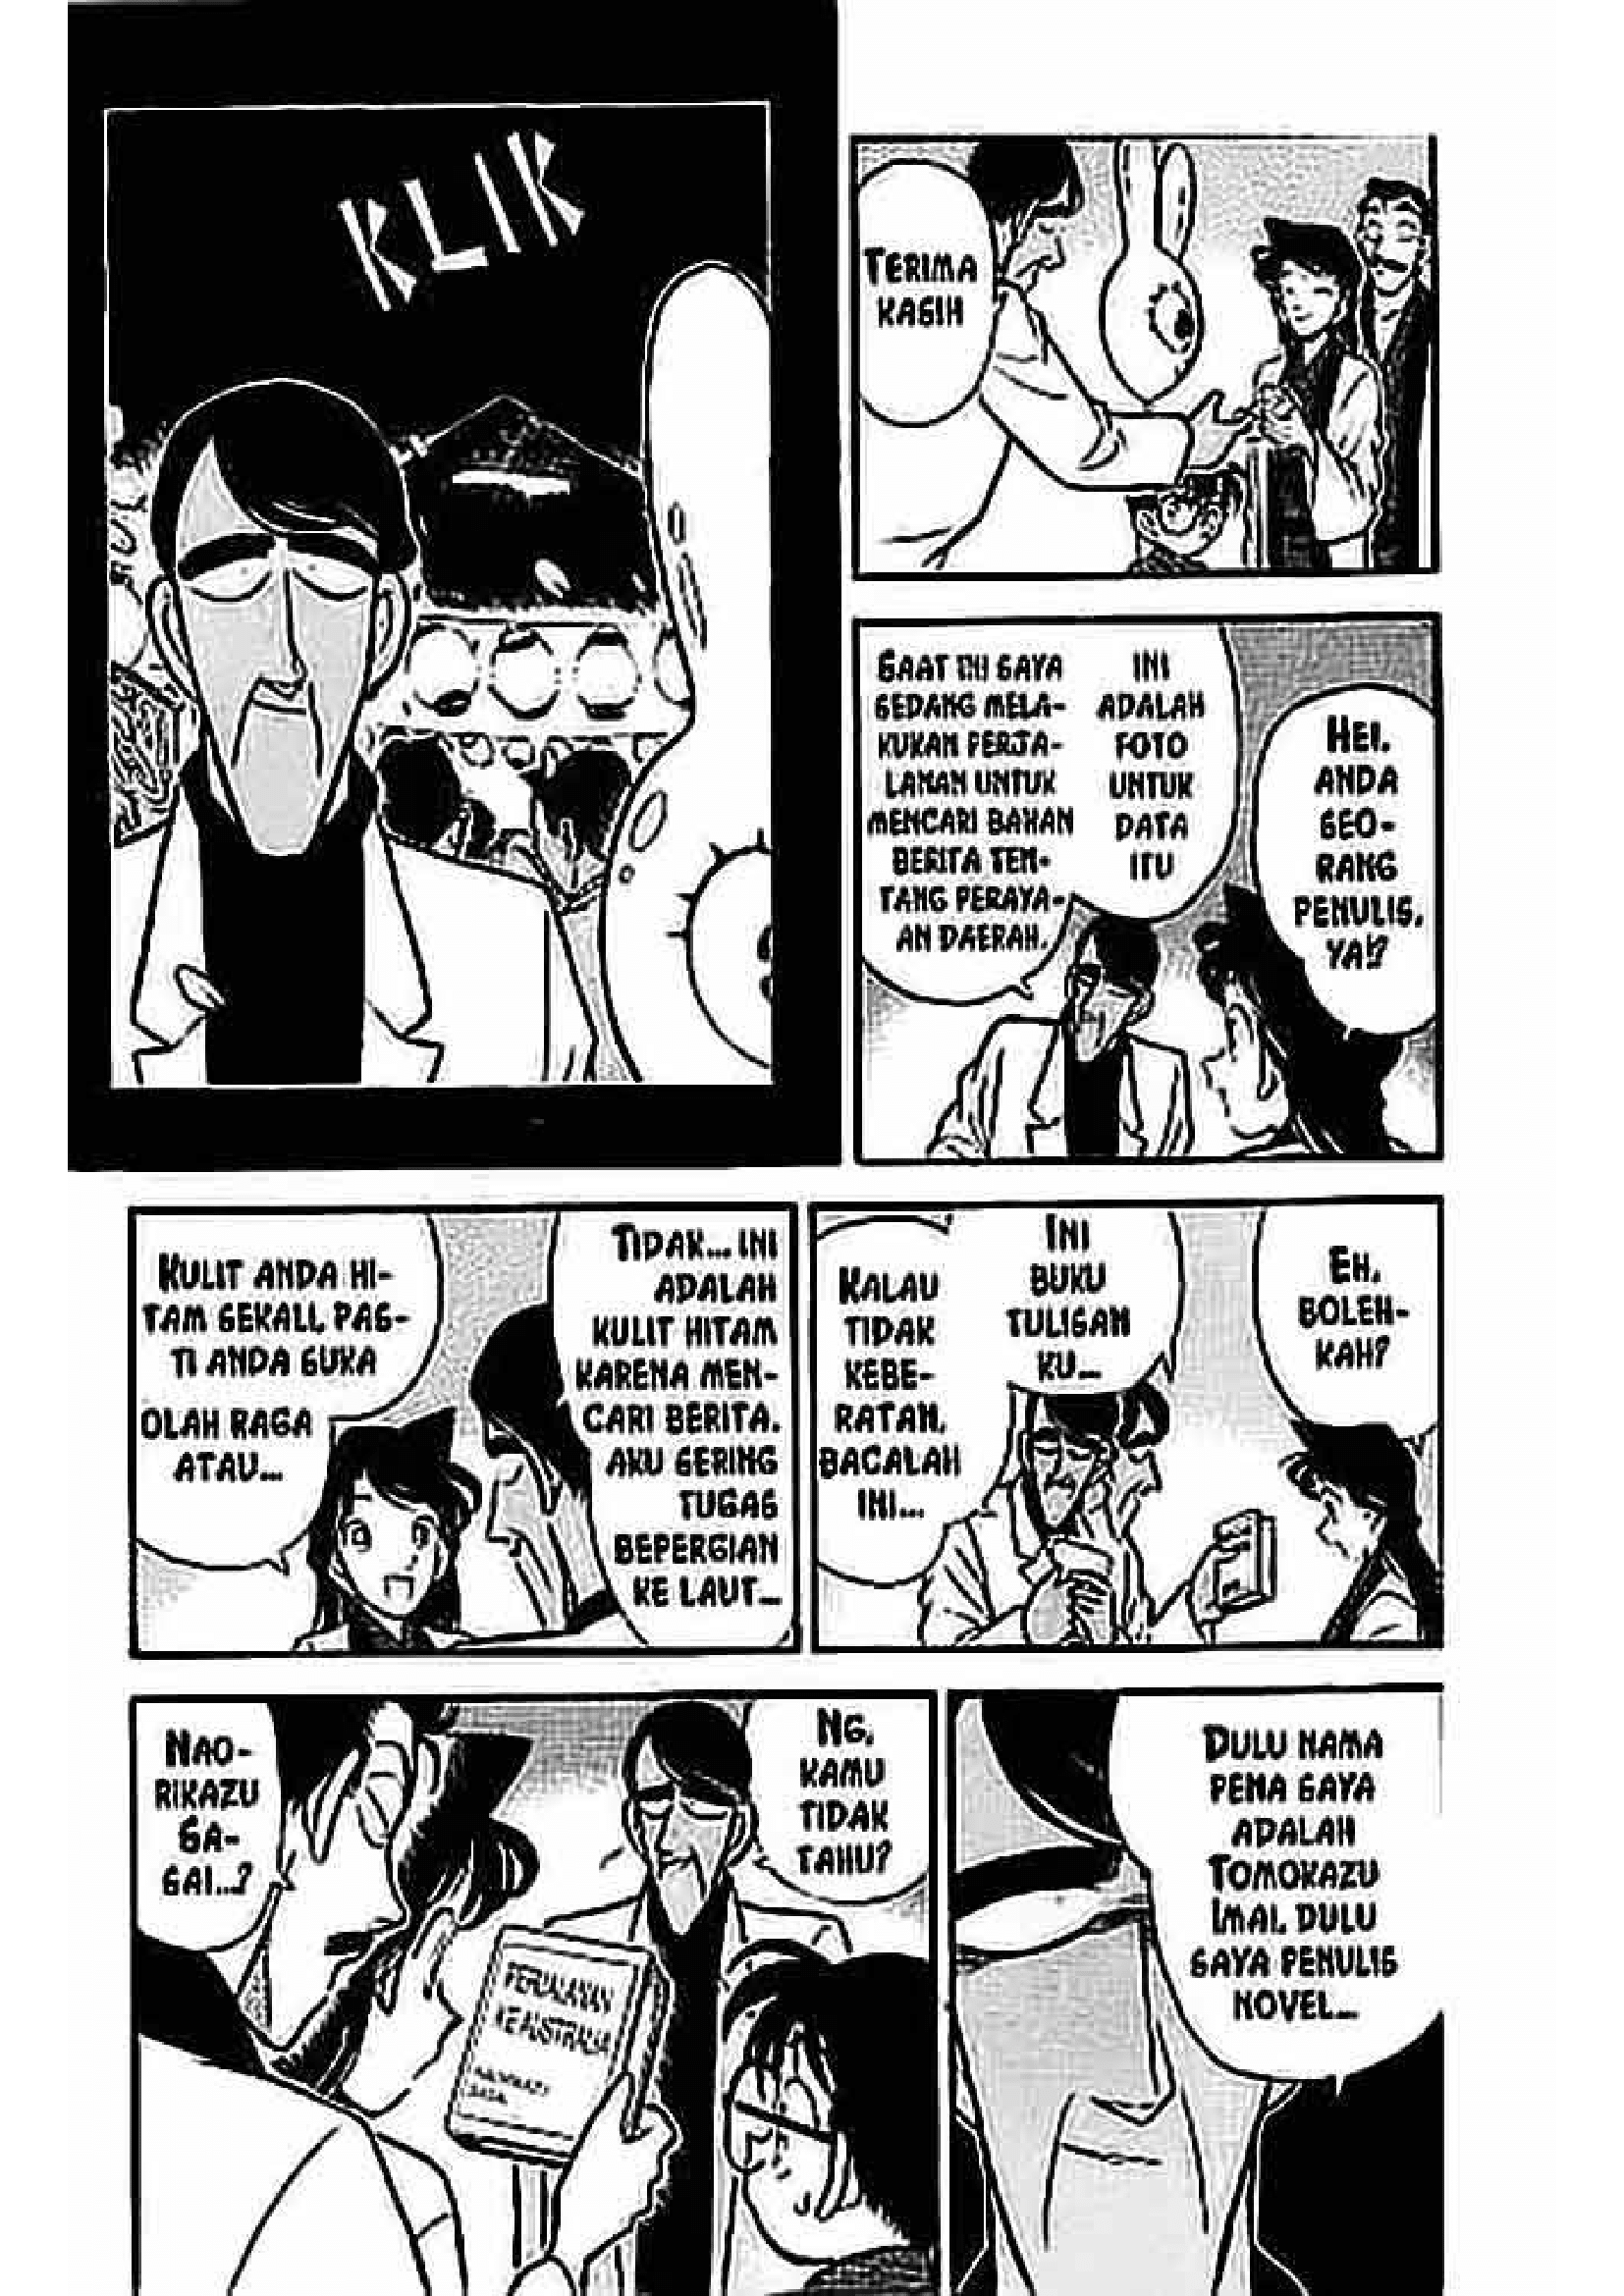 KLIK
TERIMA
KASIH
HEI,
ANDA
SEO-
RANG
PENULIS,
YA!?
INI
ADALAH
FOTO
UNTUK
DATA
ITU
SAAT INI SAYA
SEDANG MELA-
KUKAN PERJA-
LANAN UNTUK
MENCARI BAHAN
BERITA TEN-
TANG PERAYA-
AN DAERAH.
EH,
BOLEH-
KAH?
INI
BUKU
TULISAN
KU...
KALAU
TIDAK
KEBE-
RATAN,
BACALAH
INI...
TIDAK... INI
ADALAH
KULIT HITAM
KARENA MEN-
CARI BERITA.
AKU SERING
TUGAS
BEPERGIAN
KE LAUT...
KULIT ANDA HI-
TAM SEKALI, PAS-
TI ANDA SUKA
OLAH RAGA
ATAU...
DULU NAMA
PENA SAYA
ADALAH
TOMOKAZU
IMAI. DULU
SAYA PENULIS
NOVEL...
NG,
KAMU
TIDAK
TAHU?
NAO-
RIKAZU
SA-
GAI...?
PERJALANAN
KE AUSTRALIA